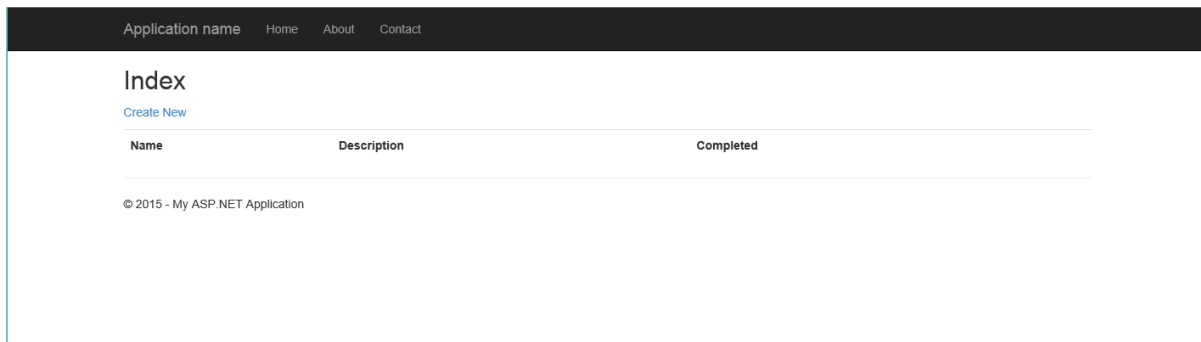 Application name Home About Contact
Index
Create New
Name Description Completed
© 2015 - My ASP.NET Application